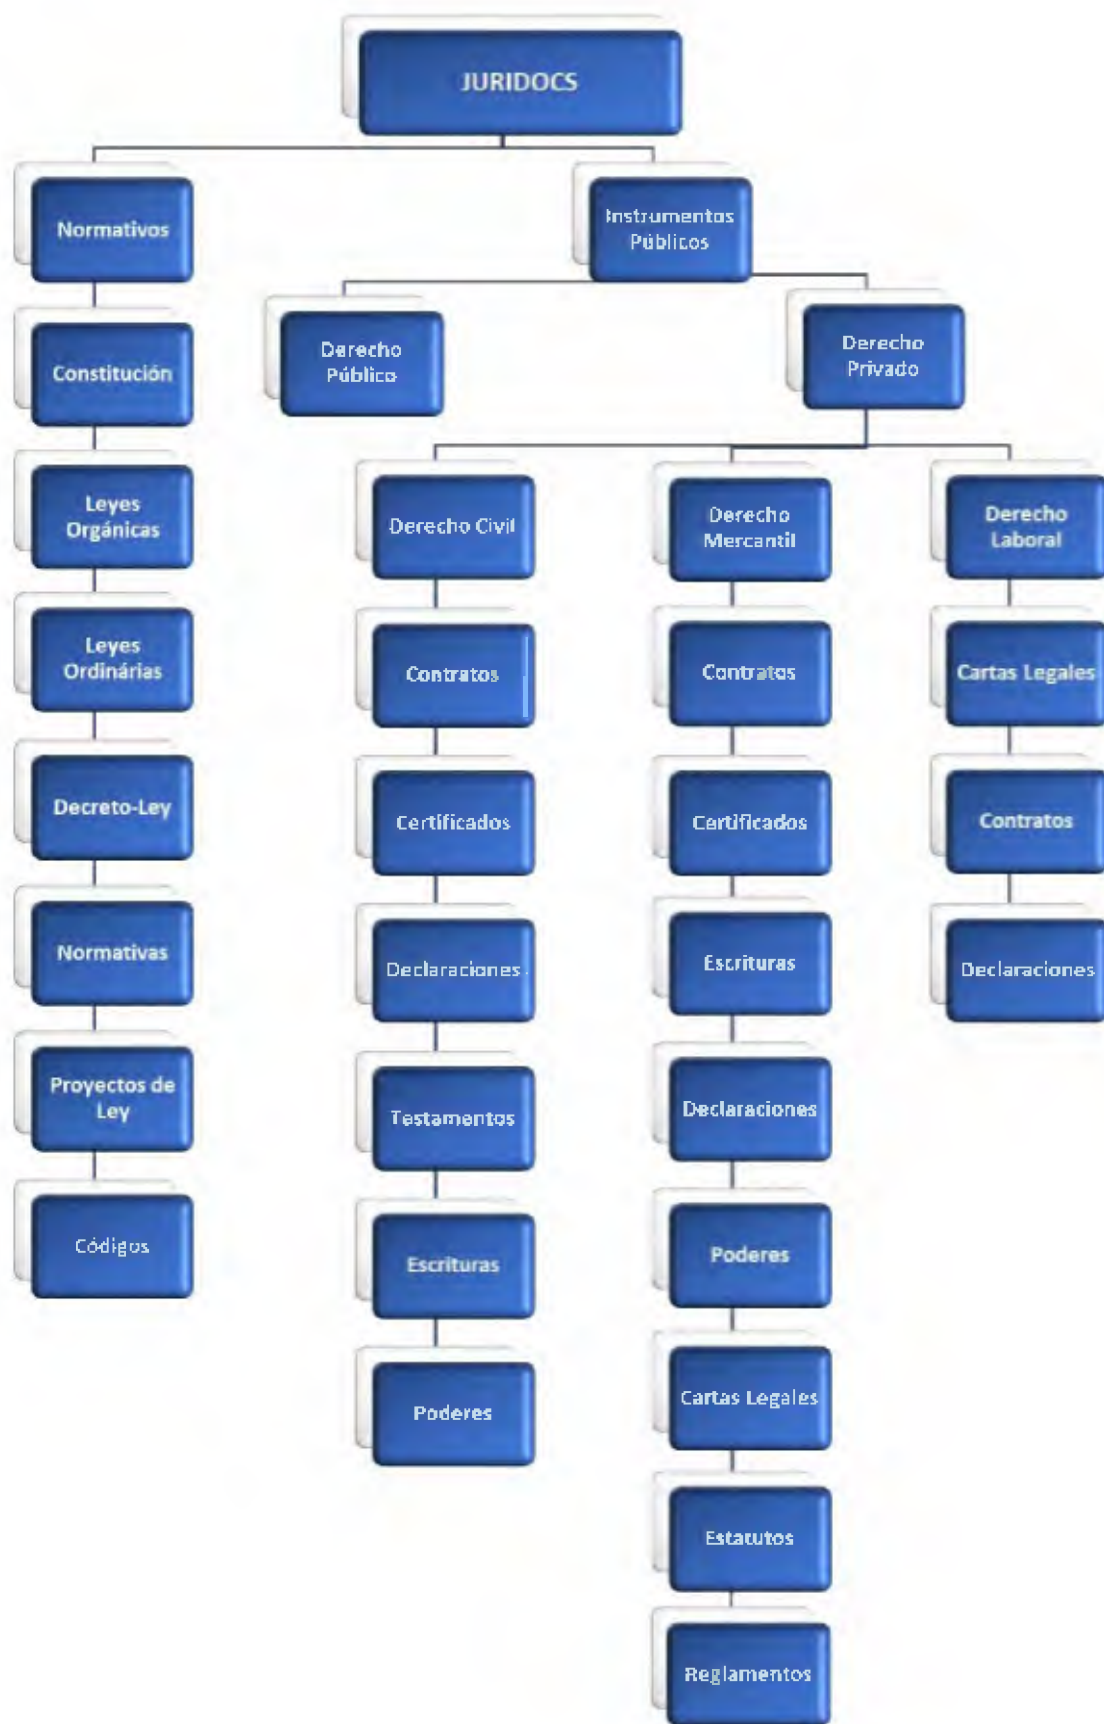 JURIDOCS
Normativos
Instrumentos
Públicos
Constitución
Derecho
Público
Derecho
Privado
Leyes
Orgánicas
Derecho Civil
Derecho
Mercantil
Derecho
Laboral
Leyes
Ordinárias
Contratos
Contratos
Cartas Legales
Decreto-Ley
Certificados
Certificados
Contratos
Normativas
Declaraciones
Escrituras
Declaraciones
Proyectos de
Ley
Testamentos
Declaraciones
Códigos
Escrituras
Poderes
Poderes
Cartas Legales
Estatutos
Reglamentos